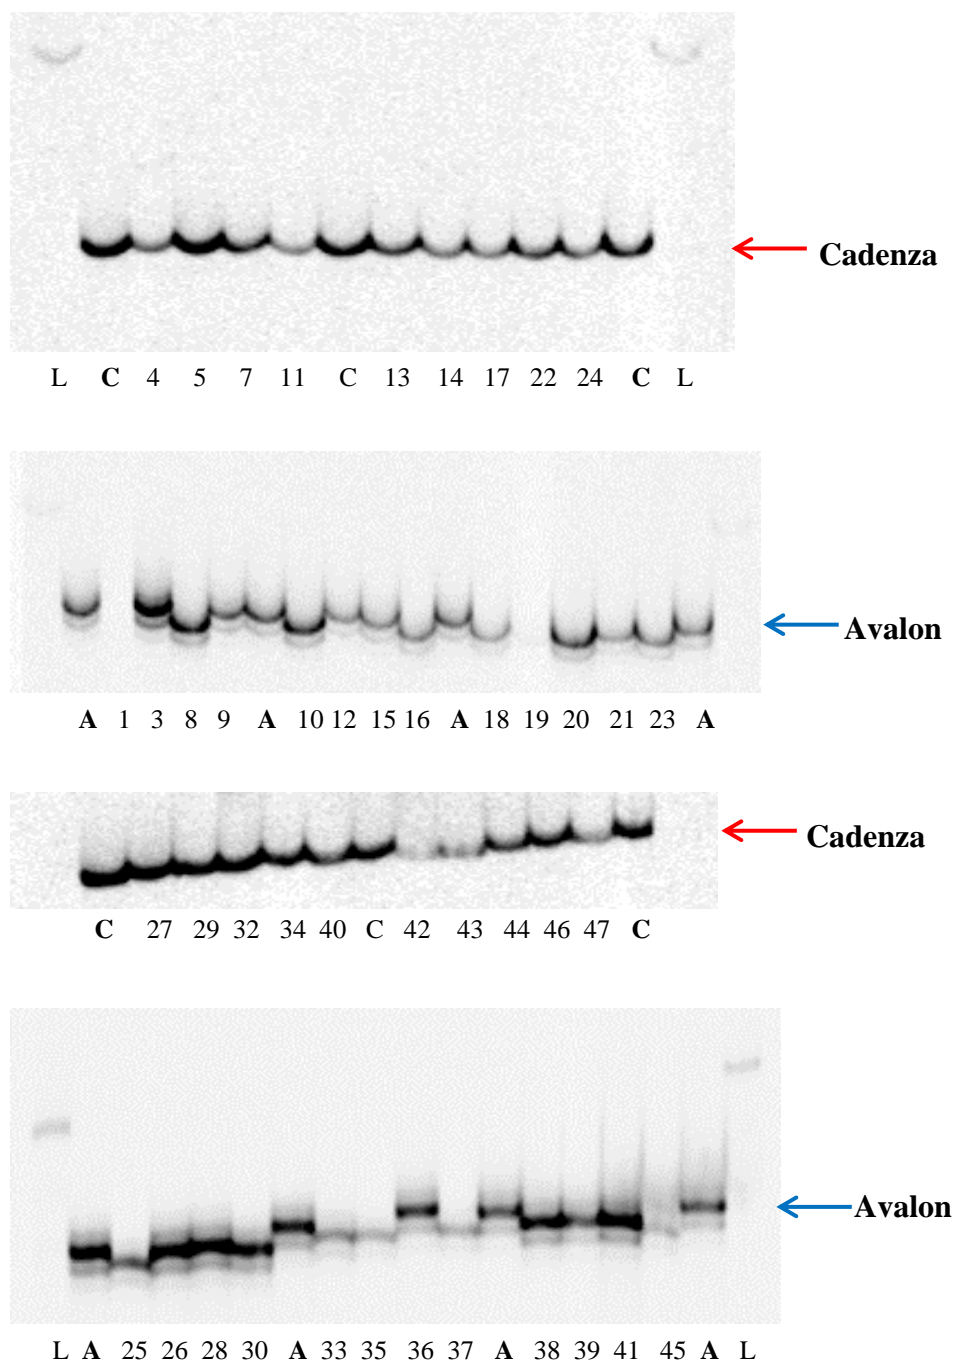 Cadenza
L C 4 5 7 11 C 13 14 17 22 24 C L
Avalon
A 1 3 8 9 A 10 12 15 16 A 18 19 20 21 23 A
Cadenza
C 27 29 32 34 40 C 42 43 44 46 47 C
Avalon
L A 25 26 28 30 A 33 35 36 37 A 38 39 41 45 A L